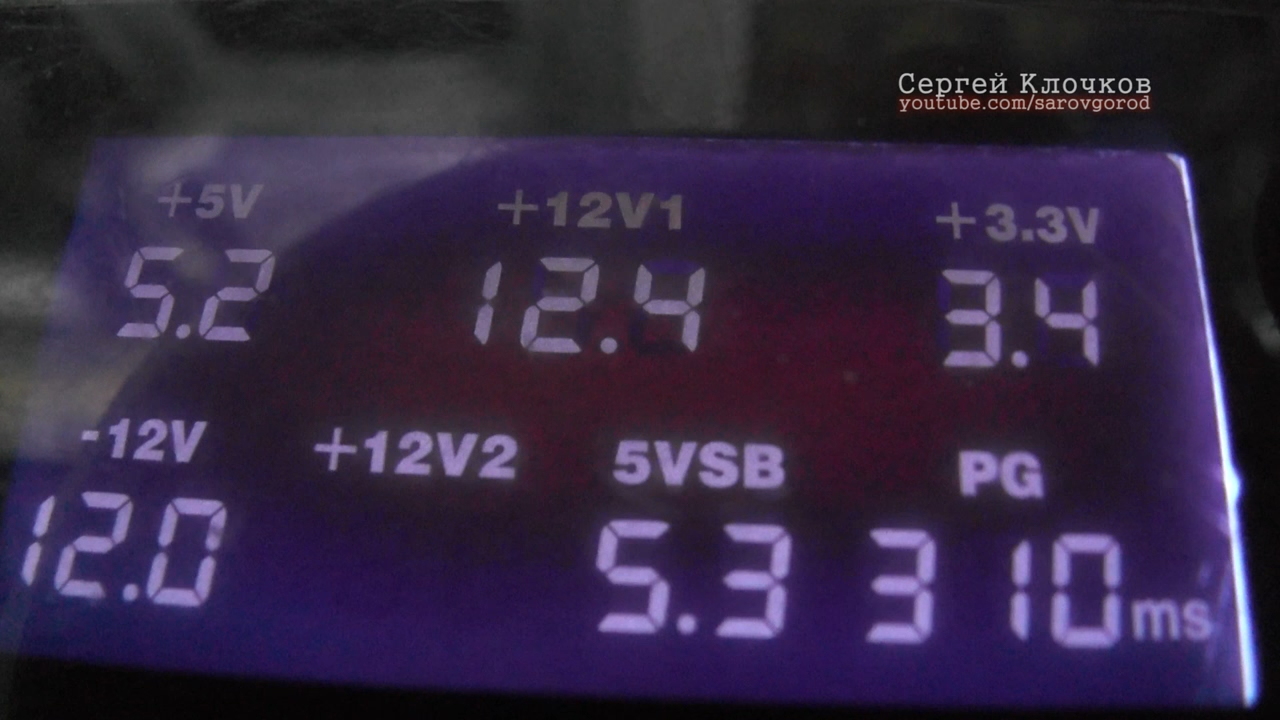 Сергей Клочков
youtube.com/sarovgorod
+5V +12V1 +3.3V
5.2 12.4 3.4
-12V +12V2 5VSB PG
12.0 5.3 310ms